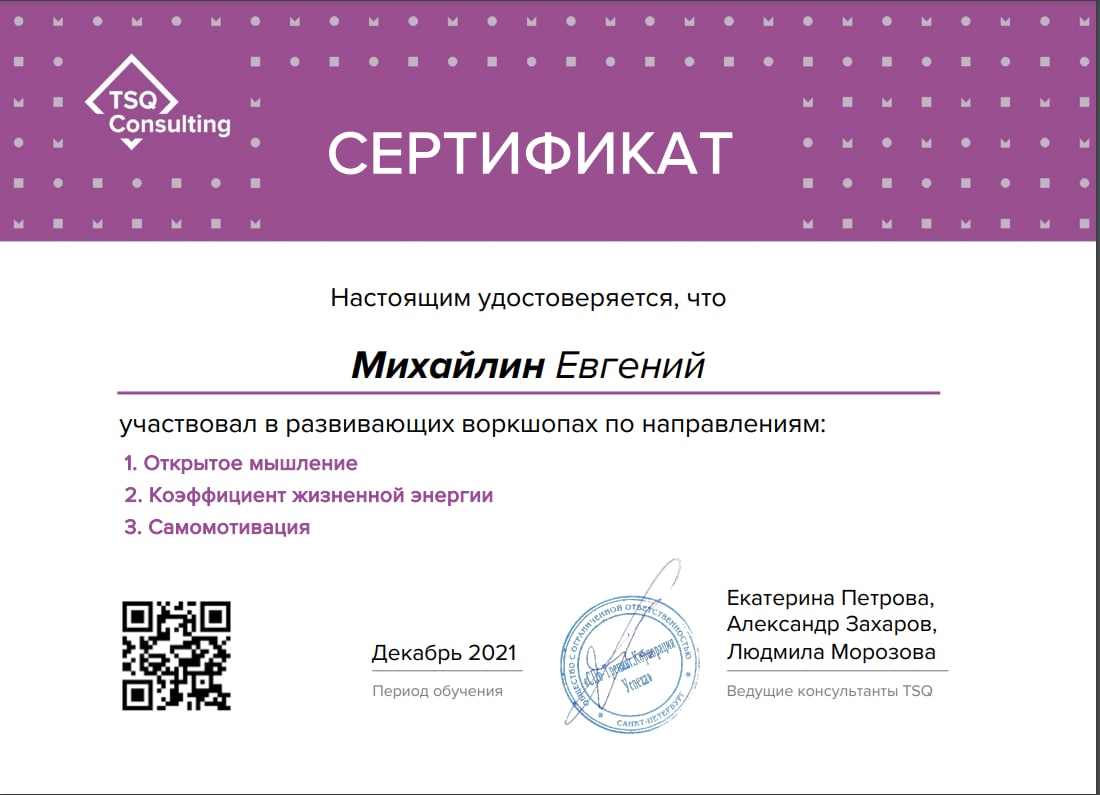 TSQ
Consulting
СЕРТИФИКАТ
Настоящим удостоверяется, что
Михайлин Евгений
участвовал в развивающих воркшопах по направлениям:
1. Открытое мышление
2. Коэффициент жизненной энергии
3. Самомотивация
Декабрь 2021
Период обучения
ОБЩЕСТВО С ОГРАНИЧЕННОЙ ОТВЕТСТВЕННОСТЬЮ
Корпорация
Успеха»
САНКТ-ПЕТЕРБУРГ
Екатерина Петрова,
Александр Захаров,
Людмила Морозова
Ведущие консультанты TSQ